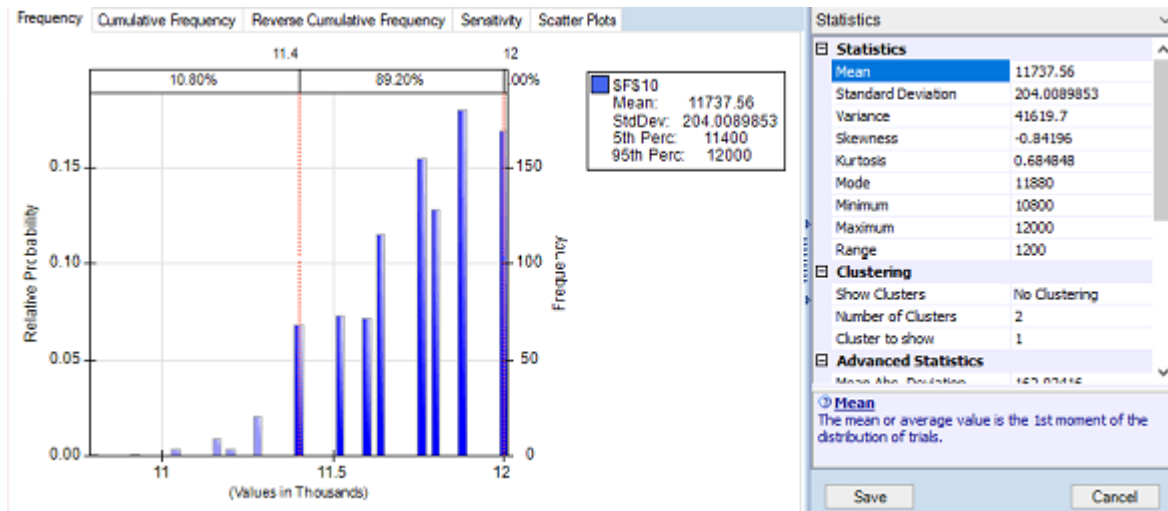 Frequency Cumulative Frequency Reverse Cumulative Frequency Sensitivity Scatter Plots
11.4 12
10.80% 89.20% .00%
$F$10
Mean: 11737.56
StdDev: 204.0089853
5th Perc: 11400
95th Perc: 12000
Relative Probability
0.15
0.10
0.05
0.00
150
100
50
0
Frequency
11 11.5 12
(Values in Thousands)
Statistics
Statistics
Mean 11737.56
Standard Deviation 204.0089853
Variance 41619.7
Skewness -0.84196
Kurtosis 0.684848
Mode 11880
Minimum 10800
Maximum 12000
Range 1200
Clustering
Show Clusters No Clustering
Number of Clusters 2
Cluster to show 1
Advanced Statistics
Mean Abs. Deviation 162.02416
Mean
The mean or average value is the 1st moment of the
distribution of trials.
Save Cancel